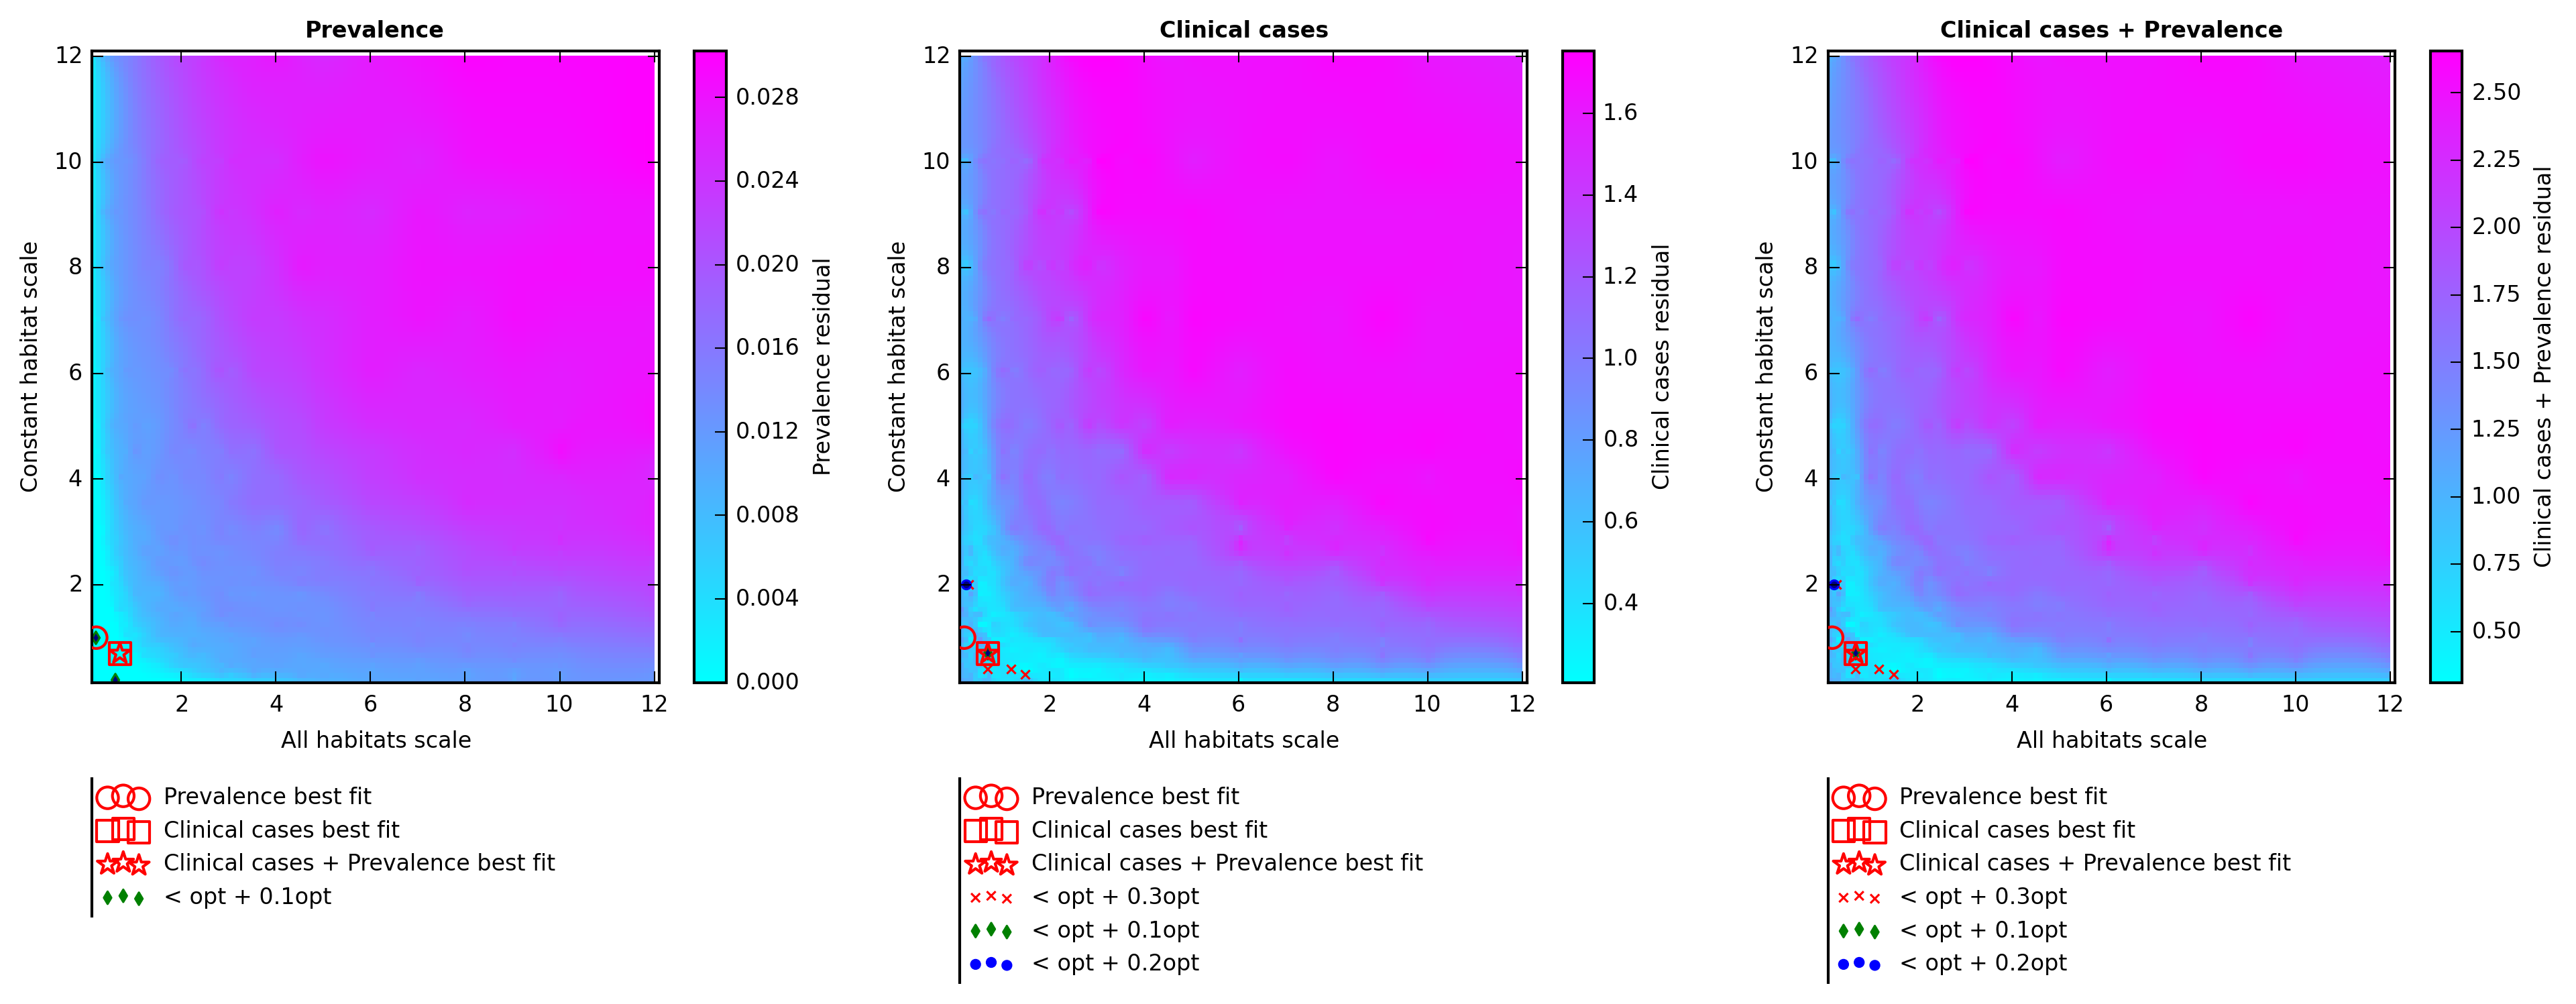 Prevalence
12
10
8
6
4
2
Constant habitat scale
2
4
6
8
10
12
All habitats scale
0.028
0.024
0.020
0.016
0.012
0.008
0.004
0.000
Prevalence residual
Prevalence best fit
Clinical cases best fit
Clinical cases + Prevalence best fit
< opt + 0.1opt
Clinical cases
12
10
8
6
4
2
Constant habitat scale
2
4
6
8
10
12
All habitats scale
1.6
1.4
1.2
1.0
0.8
0.6
0.4
Clinical cases residual
Prevalence best fit
Clinical cases best fit
Clinical cases + Prevalence best fit
< opt + 0.3opt
< opt + 0.1opt
< opt + 0.2opt
Clinical cases + Prevalence
12
10
8
6
4
2
Constant habitat scale
2
4
6
8
10
12
All habitats scale
2.50
2.25
2.00
1.75
1.50
1.25
1.00
0.75
0.50
Clinical cases + Prevalence residual
Prevalence best fit
Clinical cases best fit
Clinical cases + Prevalence best fit
< opt + 0.3opt
< opt + 0.1opt
< opt + 0.2opt